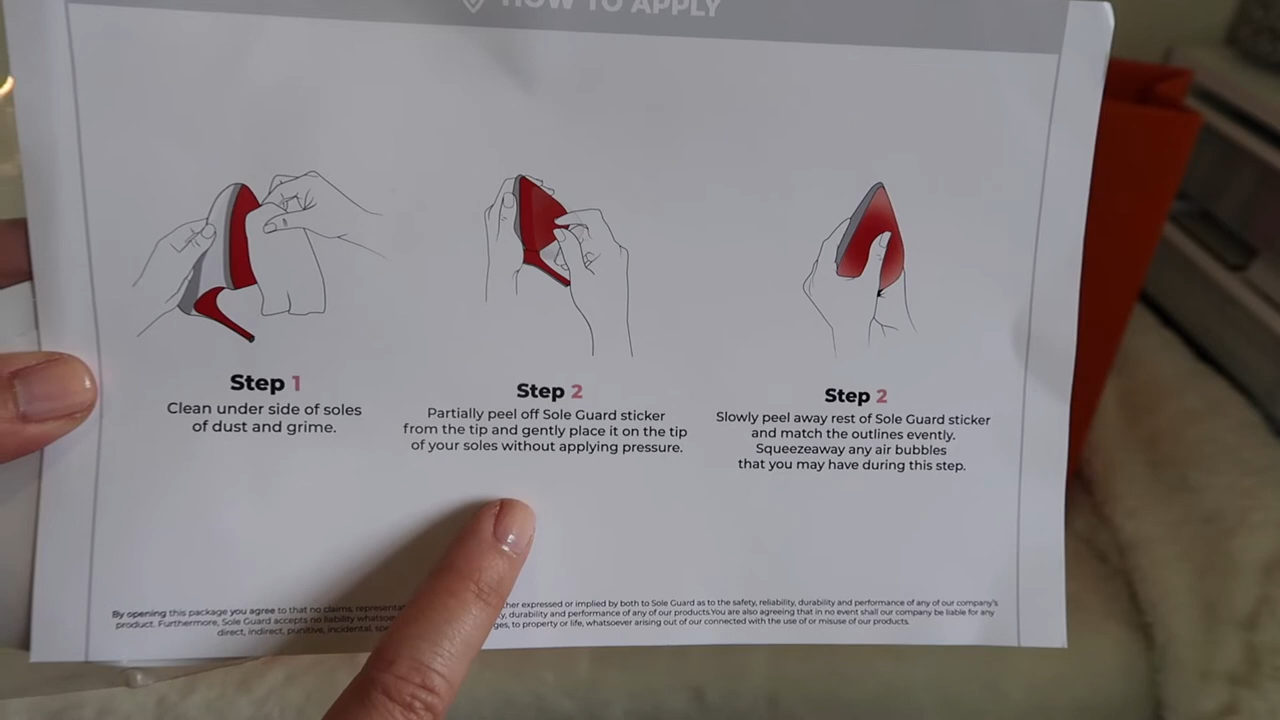 HOW TO APPLY
Step 1
Clean under side of soles
of dust and grime.
Step 2
Partially peel off Sole Guard sticker
from the tip and gently place it on the tip
of your soles without applying pressure.
Step 2
Slowly peel away rest of Sole Guard sticker
and match the outlines evenly.
Squeezeaway any air bubbles
that you may have during this step.
By opening this package you agree to that no claims, expressed or implied by both to Sole Guard as to the safety, reliability, durability and performance of any of our company's
product. Furthermore, Sole Guard accepts no liability durability and performance of any of our products.You are also agreeing that in no event shall our company be liable for any
direct, indirect, punitive, incidental, to property or life, whatsoever arising out of our connected with the use of or misuse of our products.